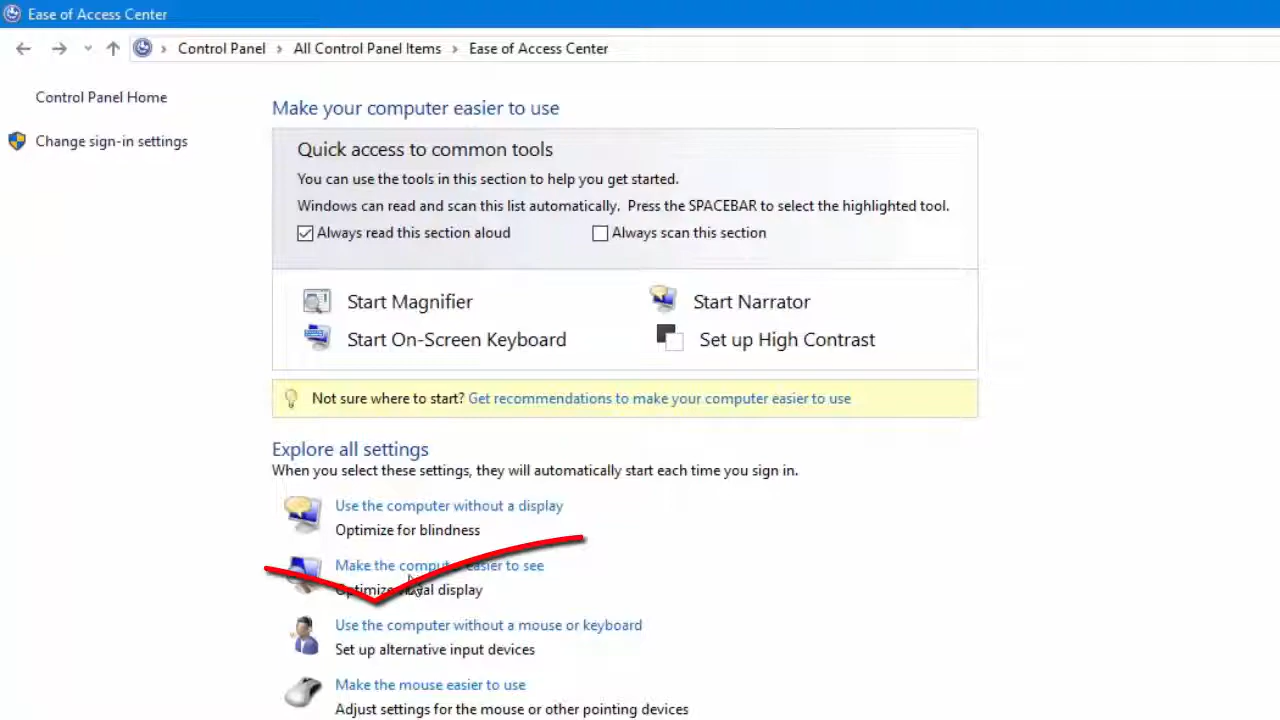 Ease of Access Center
Control Panel › All Control Panel Items › Ease of Access Center
Control Panel Home
Change sign-in settings
Make your computer easier to use
Quick access to common tools
You can use the tools in this section to help you get started.
Windows can read and scan this list automatically. Press the SPACEBAR to select the highlighted tool.
Always read this section aloud Always scan this section
Start Magnifier Start Narrator
Start On-Screen Keyboard Set up High Contrast
Not sure where to start? Get recommendations to make your computer easier to use
Explore all settings
When you select these settings, they will automatically start each time you sign in.
Use the computer without a display
Optimize for blindness
Make the computer easier to see
Optimize visual display
Use the computer without a mouse or keyboard
Set up alternative input devices
Make the mouse easier to use
Adjust settings for the mouse or other pointing devices